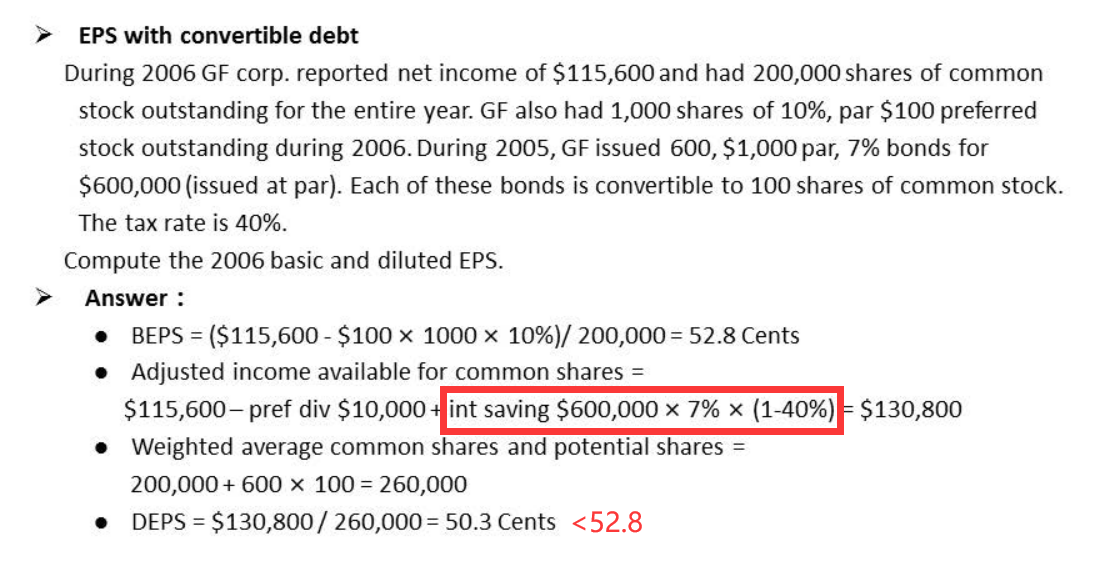 ➢ EPS with convertible debt
During 2006 GF corp. reported net income of $115,600 and had 200,000 shares of common
stock outstanding for the entire year. GF also had 1,000 shares of 10%, par $100 preferred
stock outstanding during 2006. During 2005, GF issued 600, $1,000 par, 7% bonds for
$600,000 (issued at par). Each of these bonds is convertible to 100 shares of common stock.
The tax rate is 40%.
Compute the 2006 basic and diluted EPS.
➢ Answer：
● BEPS = ($115,600 - $100 × 1000 × 10%)/ 200,000 = 52.8 Cents
● Adjusted income available for common shares =
$115,600 – pref div $10,000 + int saving $600,000 × 7% × (1-40%) = $130,800
● Weighted average common shares and potential shares =
200,000 + 600 × 100 = 260,000
● DEPS = $130,800 / 260,000 = 50.3 Cents <52.8